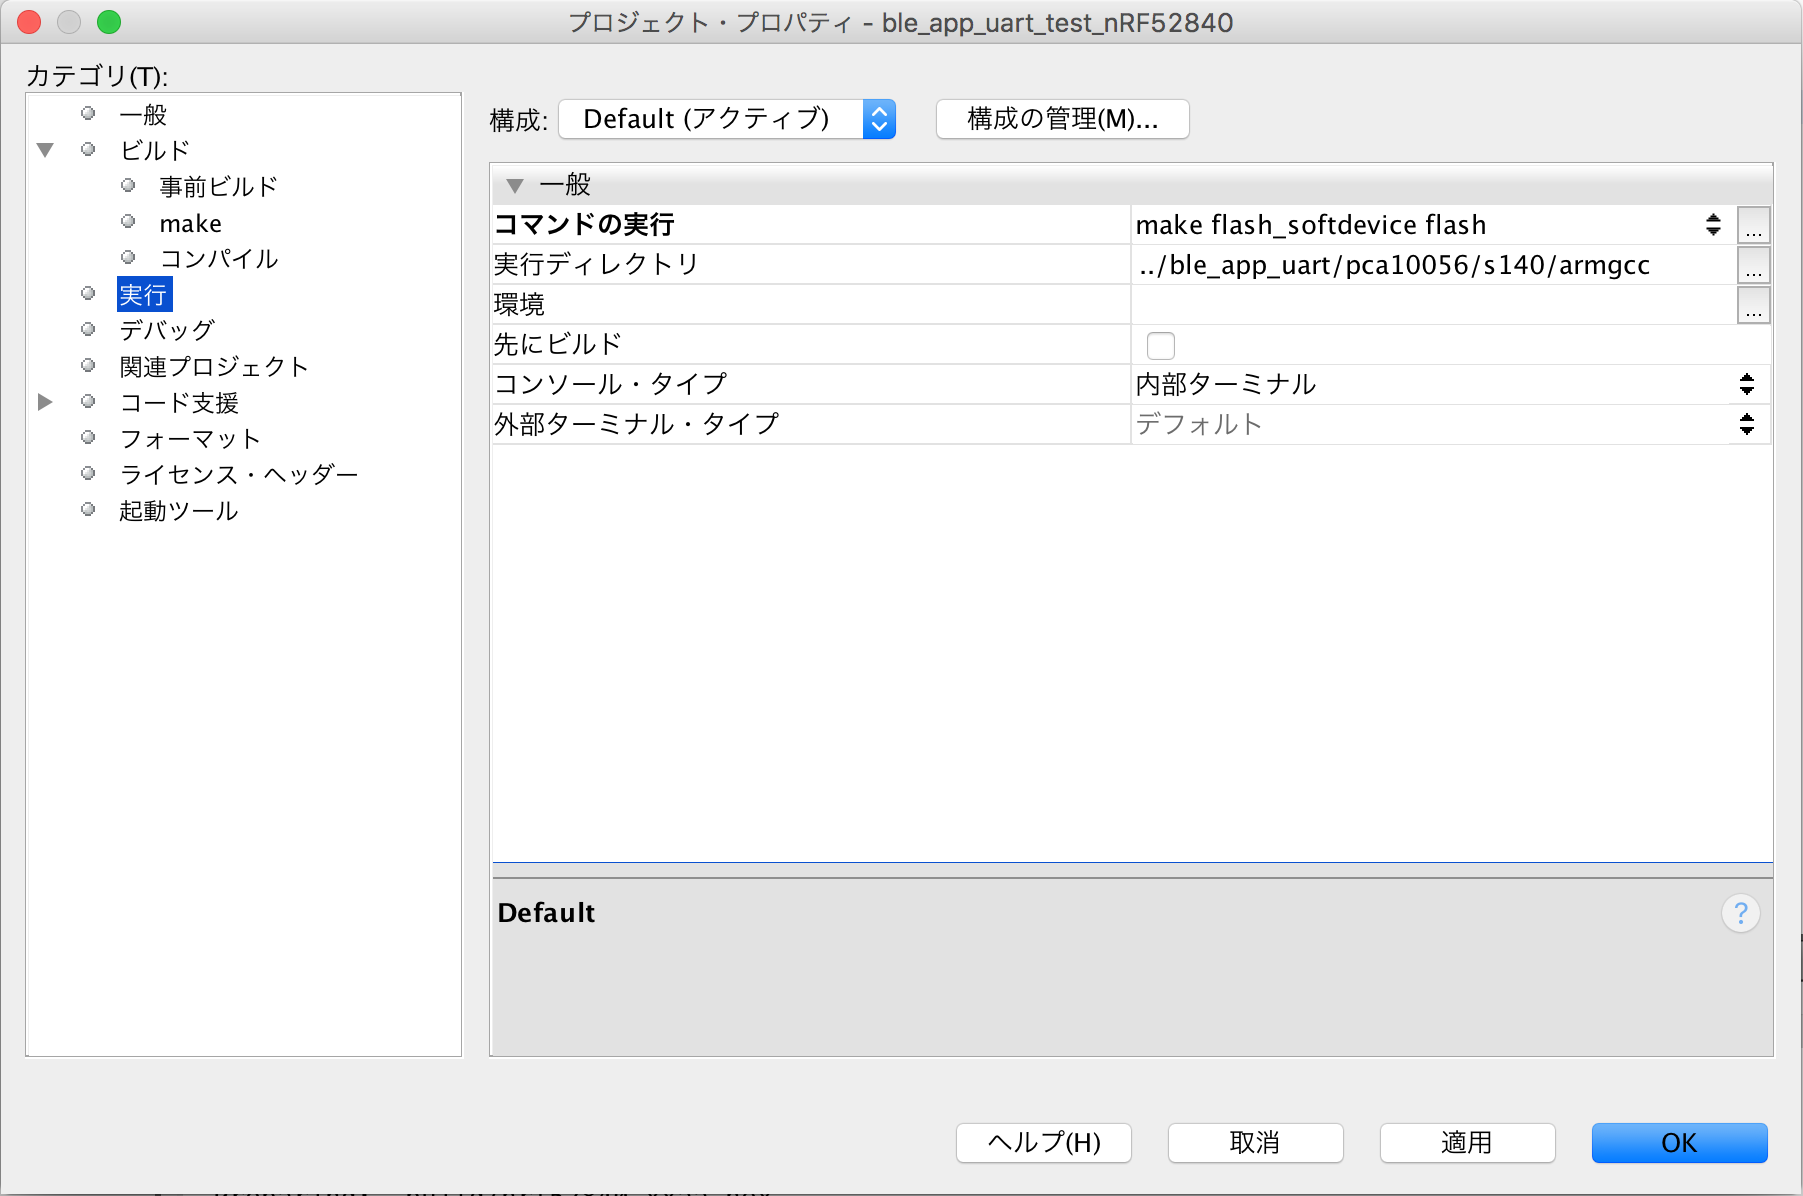 プロジェクト・プロパティ - ble_app_uart_test_nRF52840
カテゴリ(T):
一般
ビルド
事前ビルド
make
コンパイル
実行
デバッグ
関連プロジェクト
コード支援
フォーマット
ライセンス・ヘッダー
起動ツール
構成: Default (アクティブ) 構成の管理(M)...
一般
コマンドの実行 make flash_softdevice flash ...
実行ディレクトリ ../ble_app_uart/pca10056/s140/armgcc ...
環境 ...
先にビルド
コンソール・タイプ 内部ターミナル
外部ターミナル・タイプ デフォルト
Default ?
ヘルプ(H) 取消 適用 OK